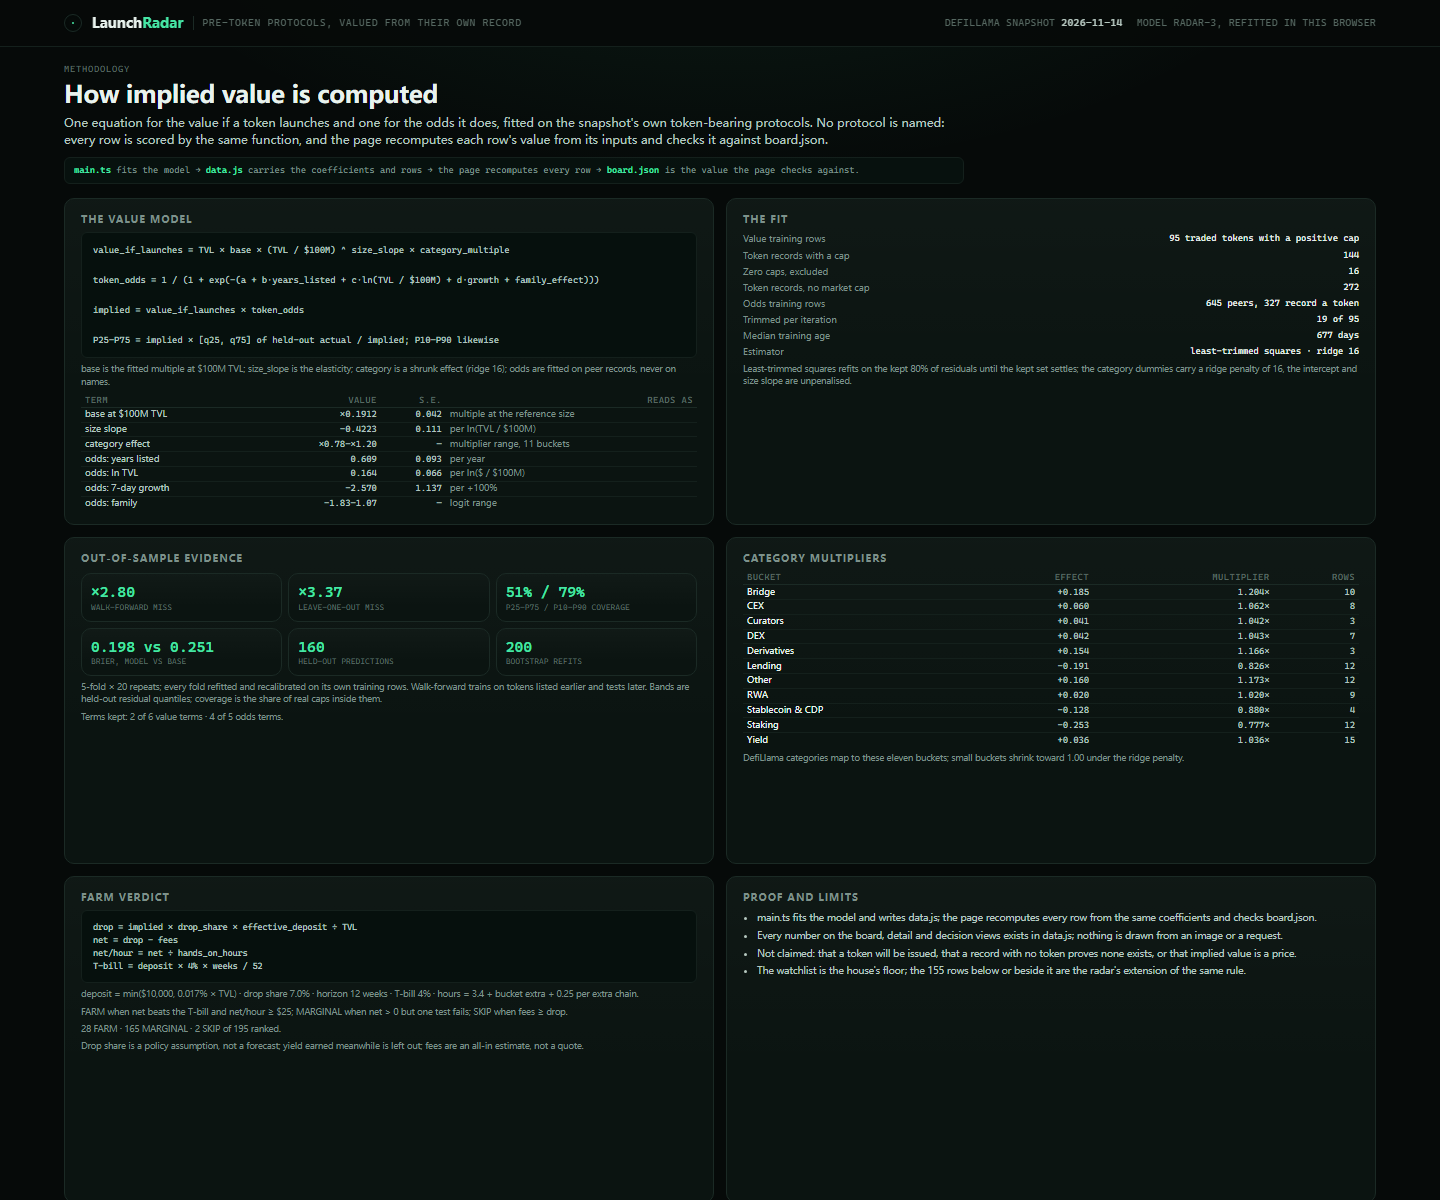 LaunchRadar PRE-TOKEN PROTOCOLS, VALUED FROM THEIR OWN RECORD
DEFILLAMA SNAPSHOT 2026-11-14 MODEL RADAR-3, REFITTED IN THIS BROWSER
METHODOLOGY
How implied value is computed
One equation for the value if a token launches and one for the odds it does, fitted on the snapshot's own token-bearing protocols. No protocol is named:
every row is scored by the same function, and the page recomputes each row's value from its inputs and checks it against board.json.
main.ts fits the model → data.js carries the coefficients and rows → the page recomputes every row → board.json is the value the page checks against.
THE VALUE MODEL
value_if_launches = TVL × base × (TVL / $100M) ^ size_slope × category_multiple
token_odds = 1 / (1 + exp(−(a + b·years_listed + c·ln(TVL / $100M) + d·growth + family_effect)))
implied = value_if_launches × token_odds
P25–P75 = implied × [q25, q75] of held-out actual / implied; P10–P90 likewise
base is the fitted multiple at $100M TVL; size_slope is the elasticity; category is a shrunk effect (ridge 16); odds are fitted on peer records, never on
names.
TERM VALUE S.E. READS AS
base at $100M TVL ×0.1912 0.042 multiple at the reference size
size slope −0.4223 0.111 per ln(TVL / $100M)
category effect ×0.78–×1.20 — multiplier range, 11 buckets
odds: years listed 0.609 0.093 per year
odds: ln TVL 0.164 0.066 per ln($ / $100M)
odds: 7-day growth −2.570 1.137 per +100%
odds: family −1.83–1.07 — logit range
THE FIT
Value training rows 95 traded tokens with a positive cap
Token records with a cap 144
Zero caps, excluded 16
Token records, no market cap 272
Odds training rows 645 peers, 327 record a token
Trimmed per iteration 19 of 95
Median training age 677 days
Estimator least-trimmed squares · ridge 16
Least-trimmed squares refits on the kept 80% of residuals until the kept set settles; the category dummies carry a ridge penalty of 16, the intercept and
size slope are unpenalised.
OUT-OF-SAMPLE EVIDENCE
×2.80
WALK-FORWARD MISS
×3.37
LEAVE-ONE-OUT MISS
51% / 79%
P25–P75 / P10–P90 COVERAGE
0.198 vs 0.251
BRIER, MODEL VS BASE
160
HELD-OUT PREDICTIONS
200
BOOTSTRAP REFITS
5-fold × 20 repeats; every fold refitted and recalibrated on its own training rows. Walk-forward trains on tokens listed earlier and tests later. Bands are
held-out residual quantiles; coverage is the share of real caps inside them.
Terms kept: 2 of 6 value terms · 4 of 5 odds terms.
CATEGORY MULTIPLIERS
BUCKET EFFECT MULTIPLIER ROWS
Bridge +0.185 1.204× 10
CEX +0.060 1.062× 8
Curators +0.041 1.042× 3
DEX +0.042 1.043× 7
Derivatives +0.154 1.166× 3
Lending −0.191 0.826× 12
Other +0.160 1.173× 12
RWA +0.020 1.020× 9
Stablecoin & CDP −0.128 0.880× 4
Staking −0.253 0.777× 12
Yield +0.036 1.036× 15
DefiLlama categories map to these eleven buckets; small buckets shrink toward 1.00 under the ridge penalty.
FARM VERDICT
drop = implied × drop_share × effective_deposit ÷ TVL
net = drop − fees
net/hour = net ÷ hands_on_hours
T-bill = deposit × 4% × weeks / 52
deposit = min($10,000, 0.017% × TVL) · drop share 7.0% · horizon 12 weeks · T-bill 4% · hours = 3.4 + bucket extra + 0.25 per extra chain.
FARM when net beats the T-bill and net/hour ≥ $25; MARGINAL when net > 0 but one test fails; SKIP when fees ≥ drop.
28 FARM · 165 MARGINAL · 2 SKIP of 195 ranked.
Drop share is a policy assumption, not a forecast; yield earned meanwhile is left out; fees are an all-in estimate, not a quote.
PROOF AND LIMITS
• main.ts fits the model and writes data.js; the page recomputes every row from the same coefficients and checks board.json.
• Every number on the board, detail and decision views exists in data.js; nothing is drawn from an image or a request.
• Not claimed: that a token will be issued, that a record with no token proves none exists, or that implied value is a price.
• The watchlist is the house's floor; the 155 rows below or beside it are the radar's extension of the same rule.